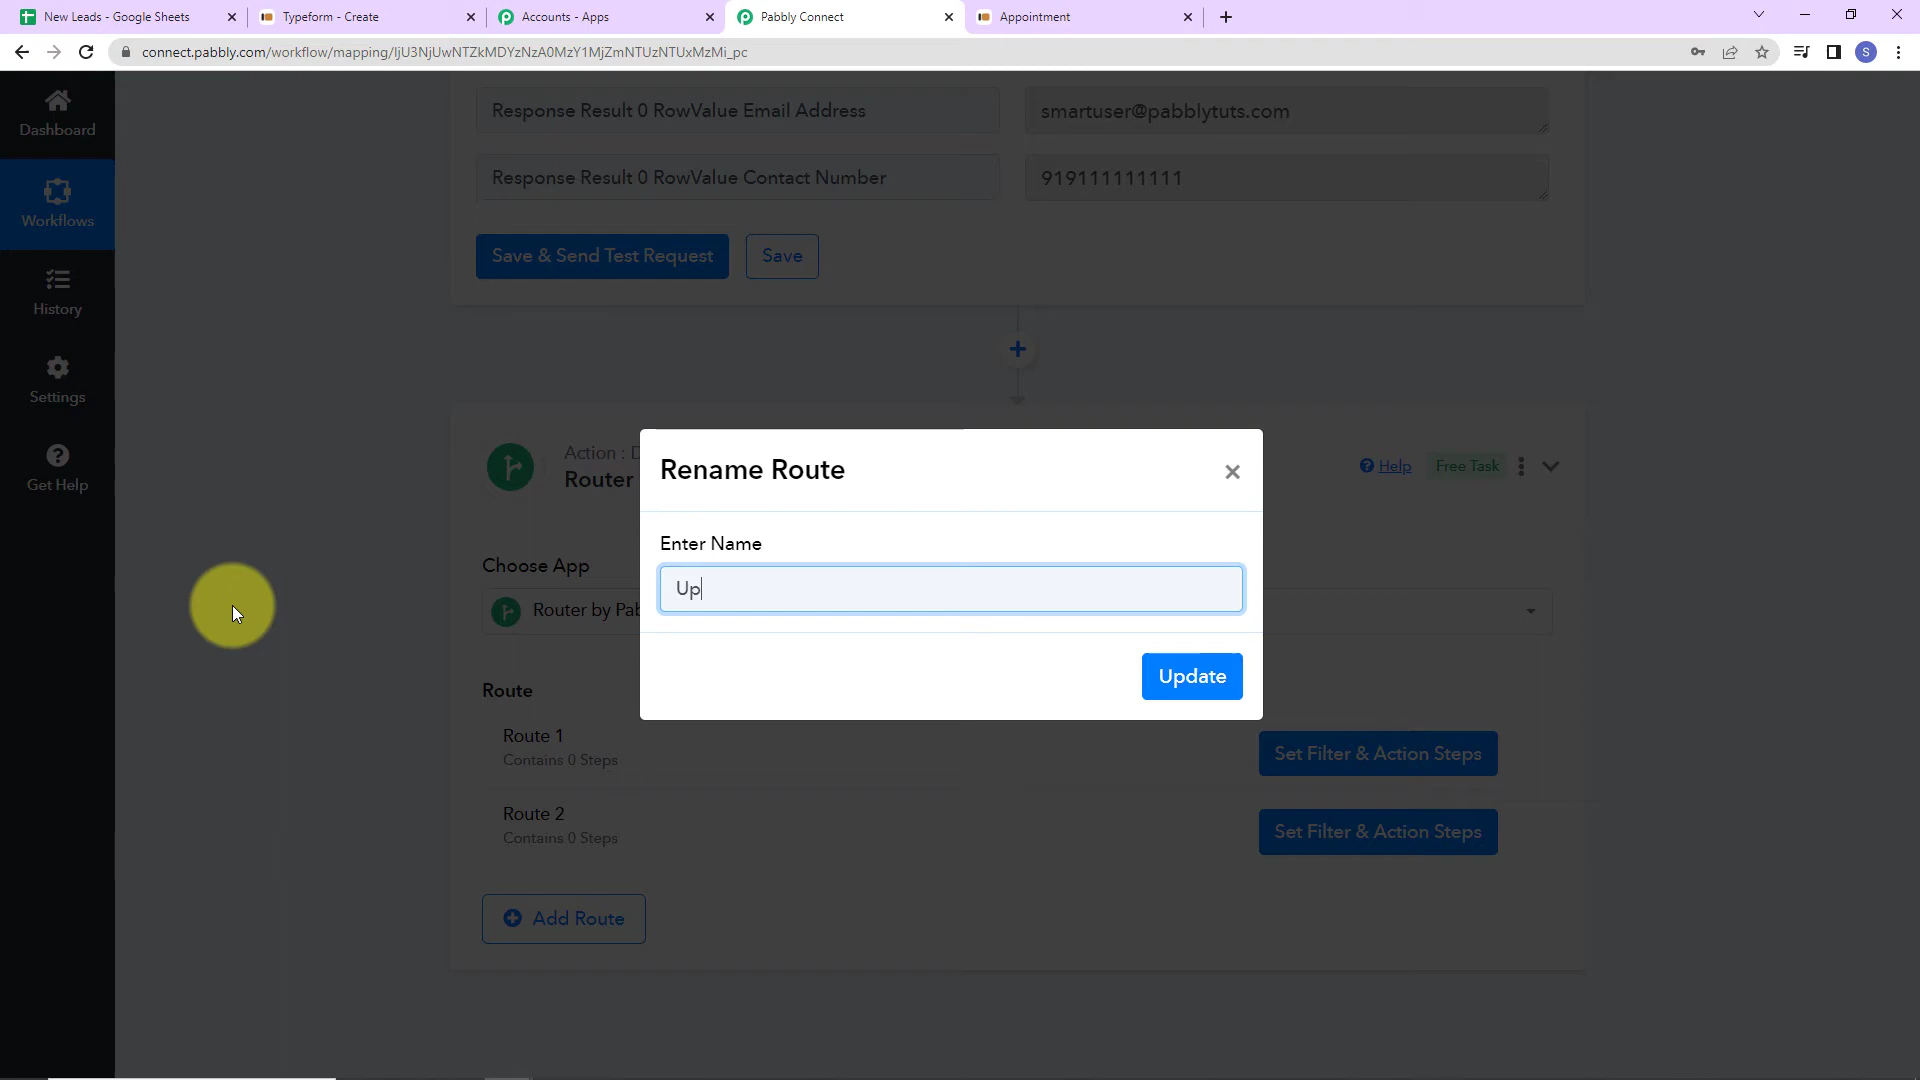 New Leads - Google Sheets
Typeform - Create
Accounts - Apps
Pabbly Connect
Appointment
connect.pabbly.com/workflow/mapping/IjU3NjUwNTZkMDYzNzA0MzY1MjZmNTUzNTUxMzMi_pc
S
Dashboard
Workflows
History
Settings
Get Help
Response Result 0 RowValue Email Address
smartuser@pabblytuts.com
Response Result 0 RowValue Contact Number
919111111111
Save & Send Test Request
Save
Action : D
Router
Help
Free Task
Rename Route
Enter Name
Up
Update
Choose App
Router by Pab
Route
Route 1
Contains 0 Steps
Set Filter & Action Steps
Route 2
Contains 0 Steps
Set Filter & Action Steps
Add Route